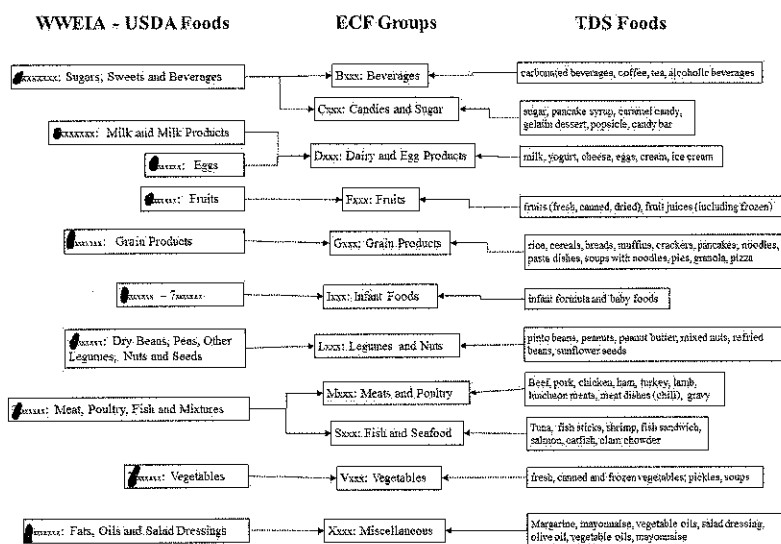 WWEIA - USDA Foods
ECF Groups
TDS Foods
xxxxxxx: Sugars, Sweets and Beverages
Bxxx: Beverages
carbonated beverages, coffee, tea, alcoholic beverages
Cxxx: Candies and Sugar
sugar, pancake syrup, caramel candy,
gelatin dessert, popsicle, candy bar
xxxxxxx: Milk and Milk Products
xxxxxx: Eggs
Dxxx: Dairy and Egg Products
milk, yogurt, cheese, eggs, cream, ice cream
xxxxxx: Fruits
Fxxx: Fruits
fruits (fresh, canned, dried), fruit juices (including frozen)
xxxxxx: Grain Products
Gxxx: Grain Products
rice, cereals, breads, muffins, crackers, pancakes, noodles,
pasta dishes, soups with noodles, pies, granola, pizza
xxxxxxx - 7xxxxxxx
Ixxx: Infant Foods
infant formula and baby foods
xxxxxxx: Dry Beans, Peas, Other
Legumes, Nuts and Seeds
Lxxx: Legumes and Nuts
pinto beans, peanuts, peanut butter, mixed nuts, refried
beans, sunflower seeds
xxxxxx: Meat, Poultry, Fish and Mixtures
Mxxx: Meats and Poultry
Beef, pork, chicken, ham, turkey, lamb,
luncheon meats, meat dishes (chili), gravy
Sxxx: Fish and Seafood
Tuna, fish sticks, shrimp, fish sandwich,
salmon, catfish, clam chowder
xxxxxx: Vegetables
Vxxx: Vegetables
fresh, canned and frozen vegetables; pickles, soups
xxxxxxx: Fats, Oils and Salad Dressings
Xxxx: Miscellaneous
Margarine, mayonnaise, vegetable oils, salad dressing,
olive oil, vegetable oils, mayonnaise